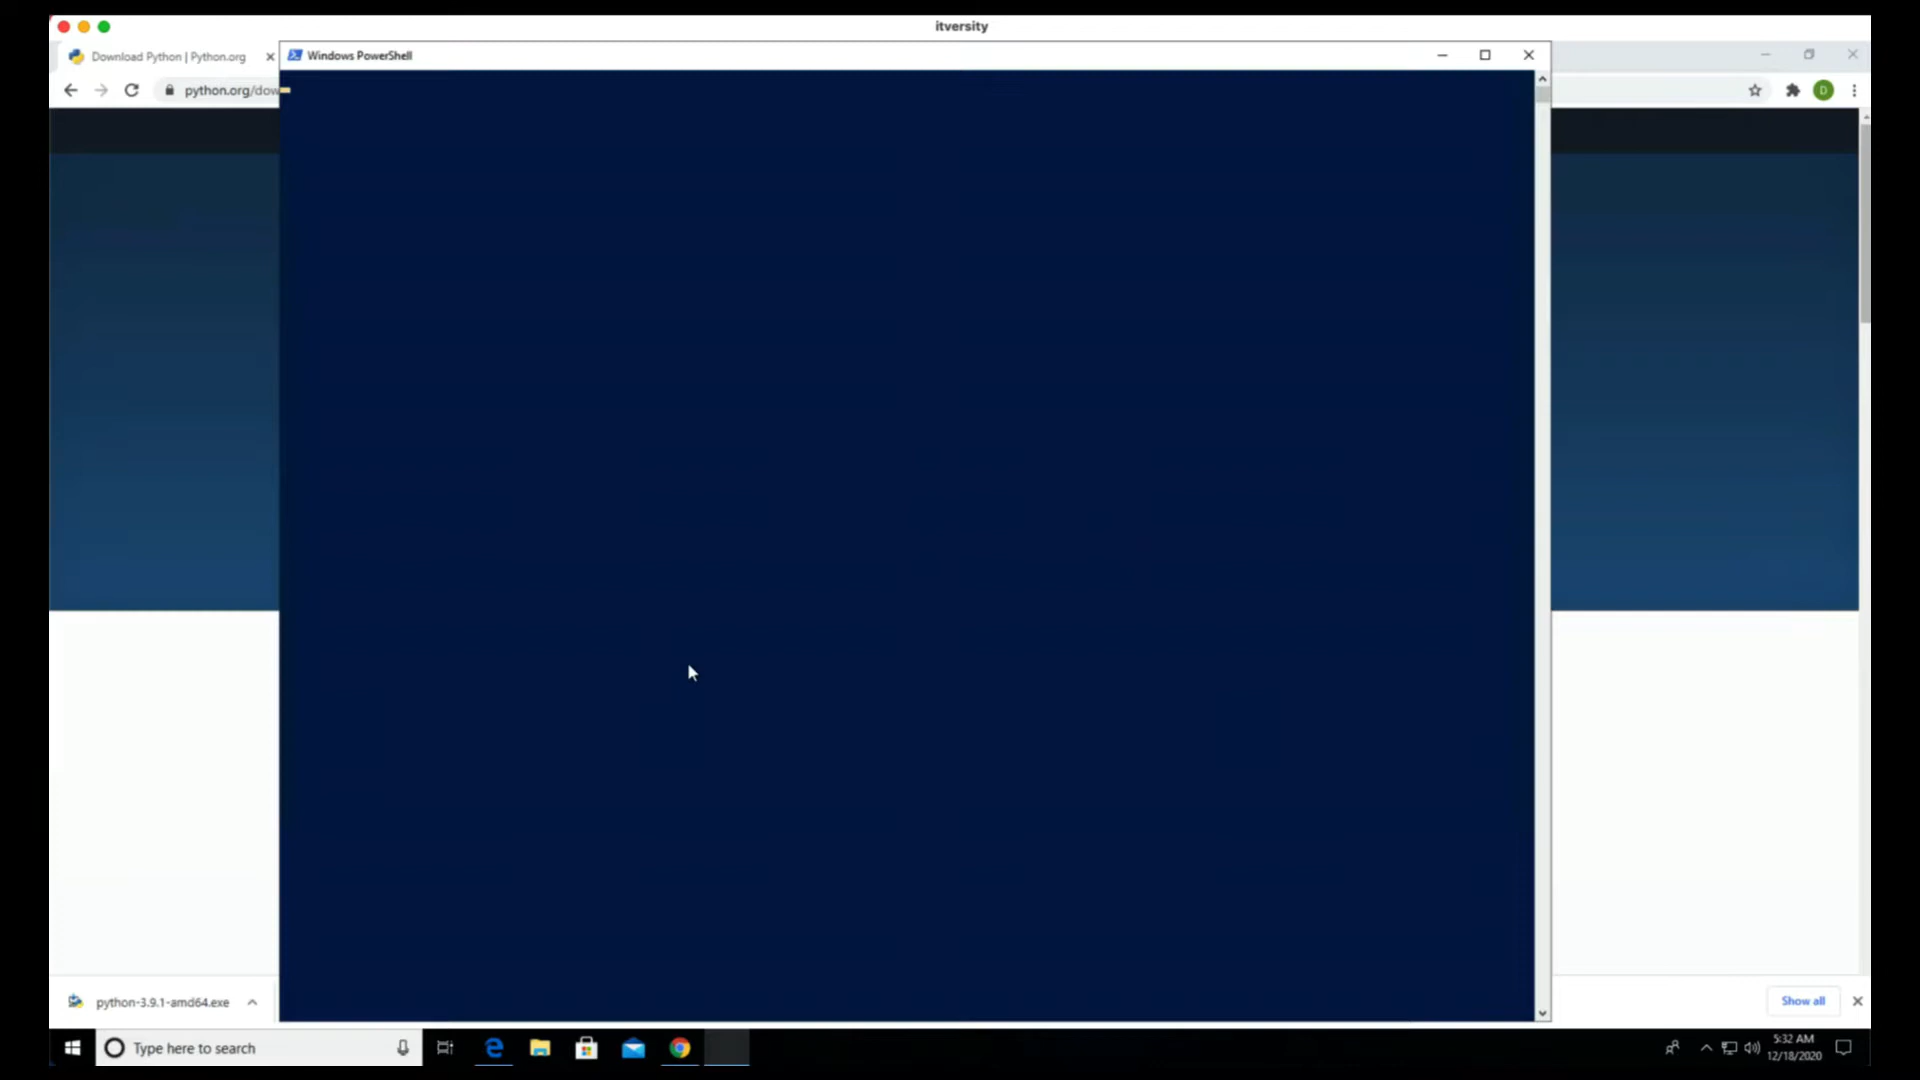 itversity
Download Python | Python.org
Windows PowerShell
python.org/dow
D
python-3.9.1-amd64.exe
Show all
Type here to search
5:32 AM
12/18/2020